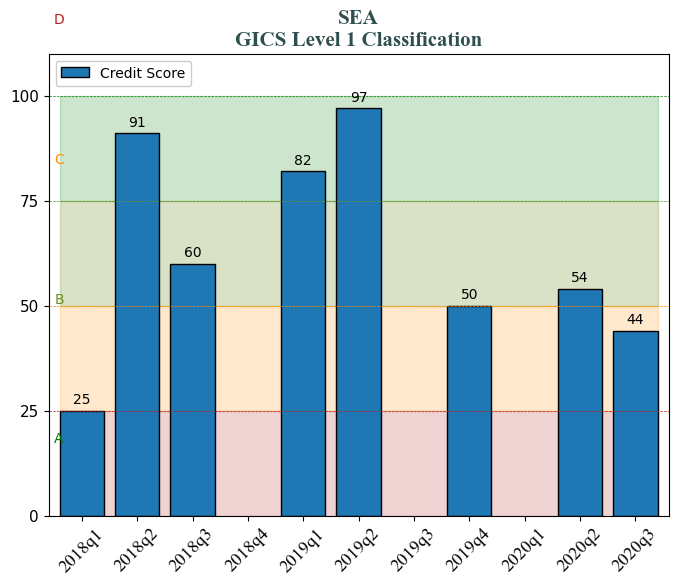 D
SEA
GICS Level 1 Classification
Credit Score
100
97
91
82
C
75
60
B
50
50
54
44
25
25
A
0
2018q1
2018q2
2018q3
2018q4
2019q1
2019q2
2019q3
2019q4
2020q1
2020q2
2020q3